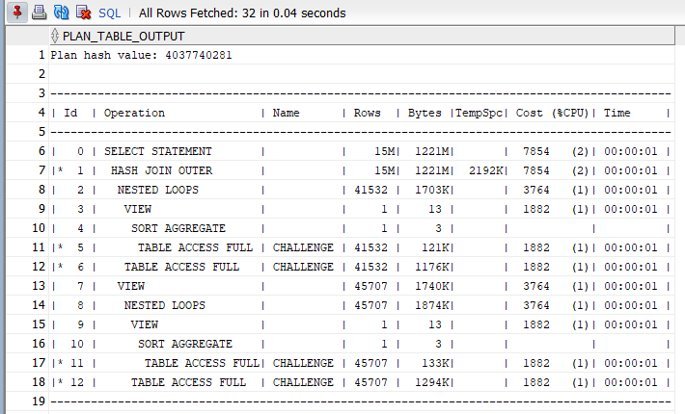 SQL | All Rows Fetched: 32 in 0.04 seconds
PLAN_TABLE_OUTPUT
1 Plan hash value: 4037740281
2
3 --------------------------------------------------------------------------------------------
4 | Id | Operation | Name | Rows | Bytes |TempSpc| Cost (%CPU)| Time |
5 --------------------------------------------------------------------------------------------
6 | 0 | SELECT STATEMENT | | 15M| 1221M| | 7854 (2)| 00:00:01 |
7 |* 1 | HASH JOIN OUTER | | 15M| 1221M| 2192K| 7854 (2)| 00:00:01 |
8 | 2 | NESTED LOOPS | | 41532 | 1703K| | 3764 (1)| 00:00:01 |
9 | 3 | VIEW | | 1 | 13 | | 1882 (1)| 00:00:01 |
10 | 4 | SORT AGGREGATE | | 1 | 3 | | | |
11 |* 5 | TABLE ACCESS FULL | CHALLENGE | 41532 | 121K| | 1882 (1)| 00:00:01 |
12 |* 6 | TABLE ACCESS FULL | CHALLENGE | 41532 | 1176K| | 1882 (1)| 00:00:01 |
13 | 7 | VIEW | | 45707 | 1740K| | 3764 (1)| 00:00:01 |
14 | 8 | NESTED LOOPS | | 45707 | 1874K| | 3764 (1)| 00:00:01 |
15 | 9 | VIEW | | 1 | 13 | | 1882 (1)| 00:00:01 |
16 | 10 | SORT AGGREGATE | | 1 | 3 | | | |
17 |* 11 | TABLE ACCESS FULL| CHALLENGE | 45707 | 133K| | 1882 (1)| 00:00:01 |
18 |* 12 | TABLE ACCESS FULL | CHALLENGE | 45707 | 1294K| | 1882 (1)| 00:00:01 |
19 --------------------------------------------------------------------------------------------